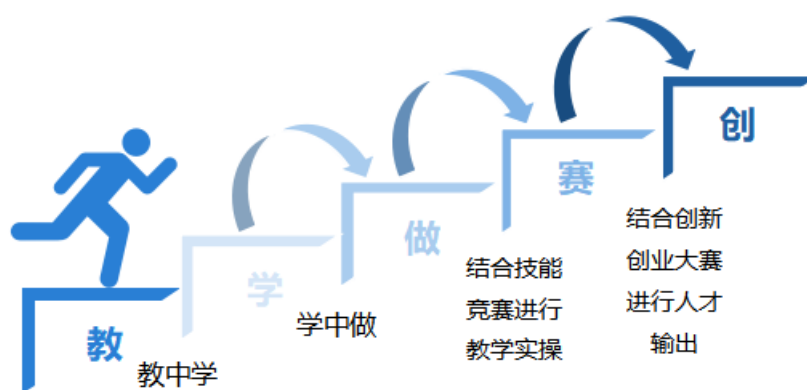 教
教中学
学
学中做
做
赛
结合技能
竞赛进行
教学实操
创
结合创新
创业大赛
进行人才
输出